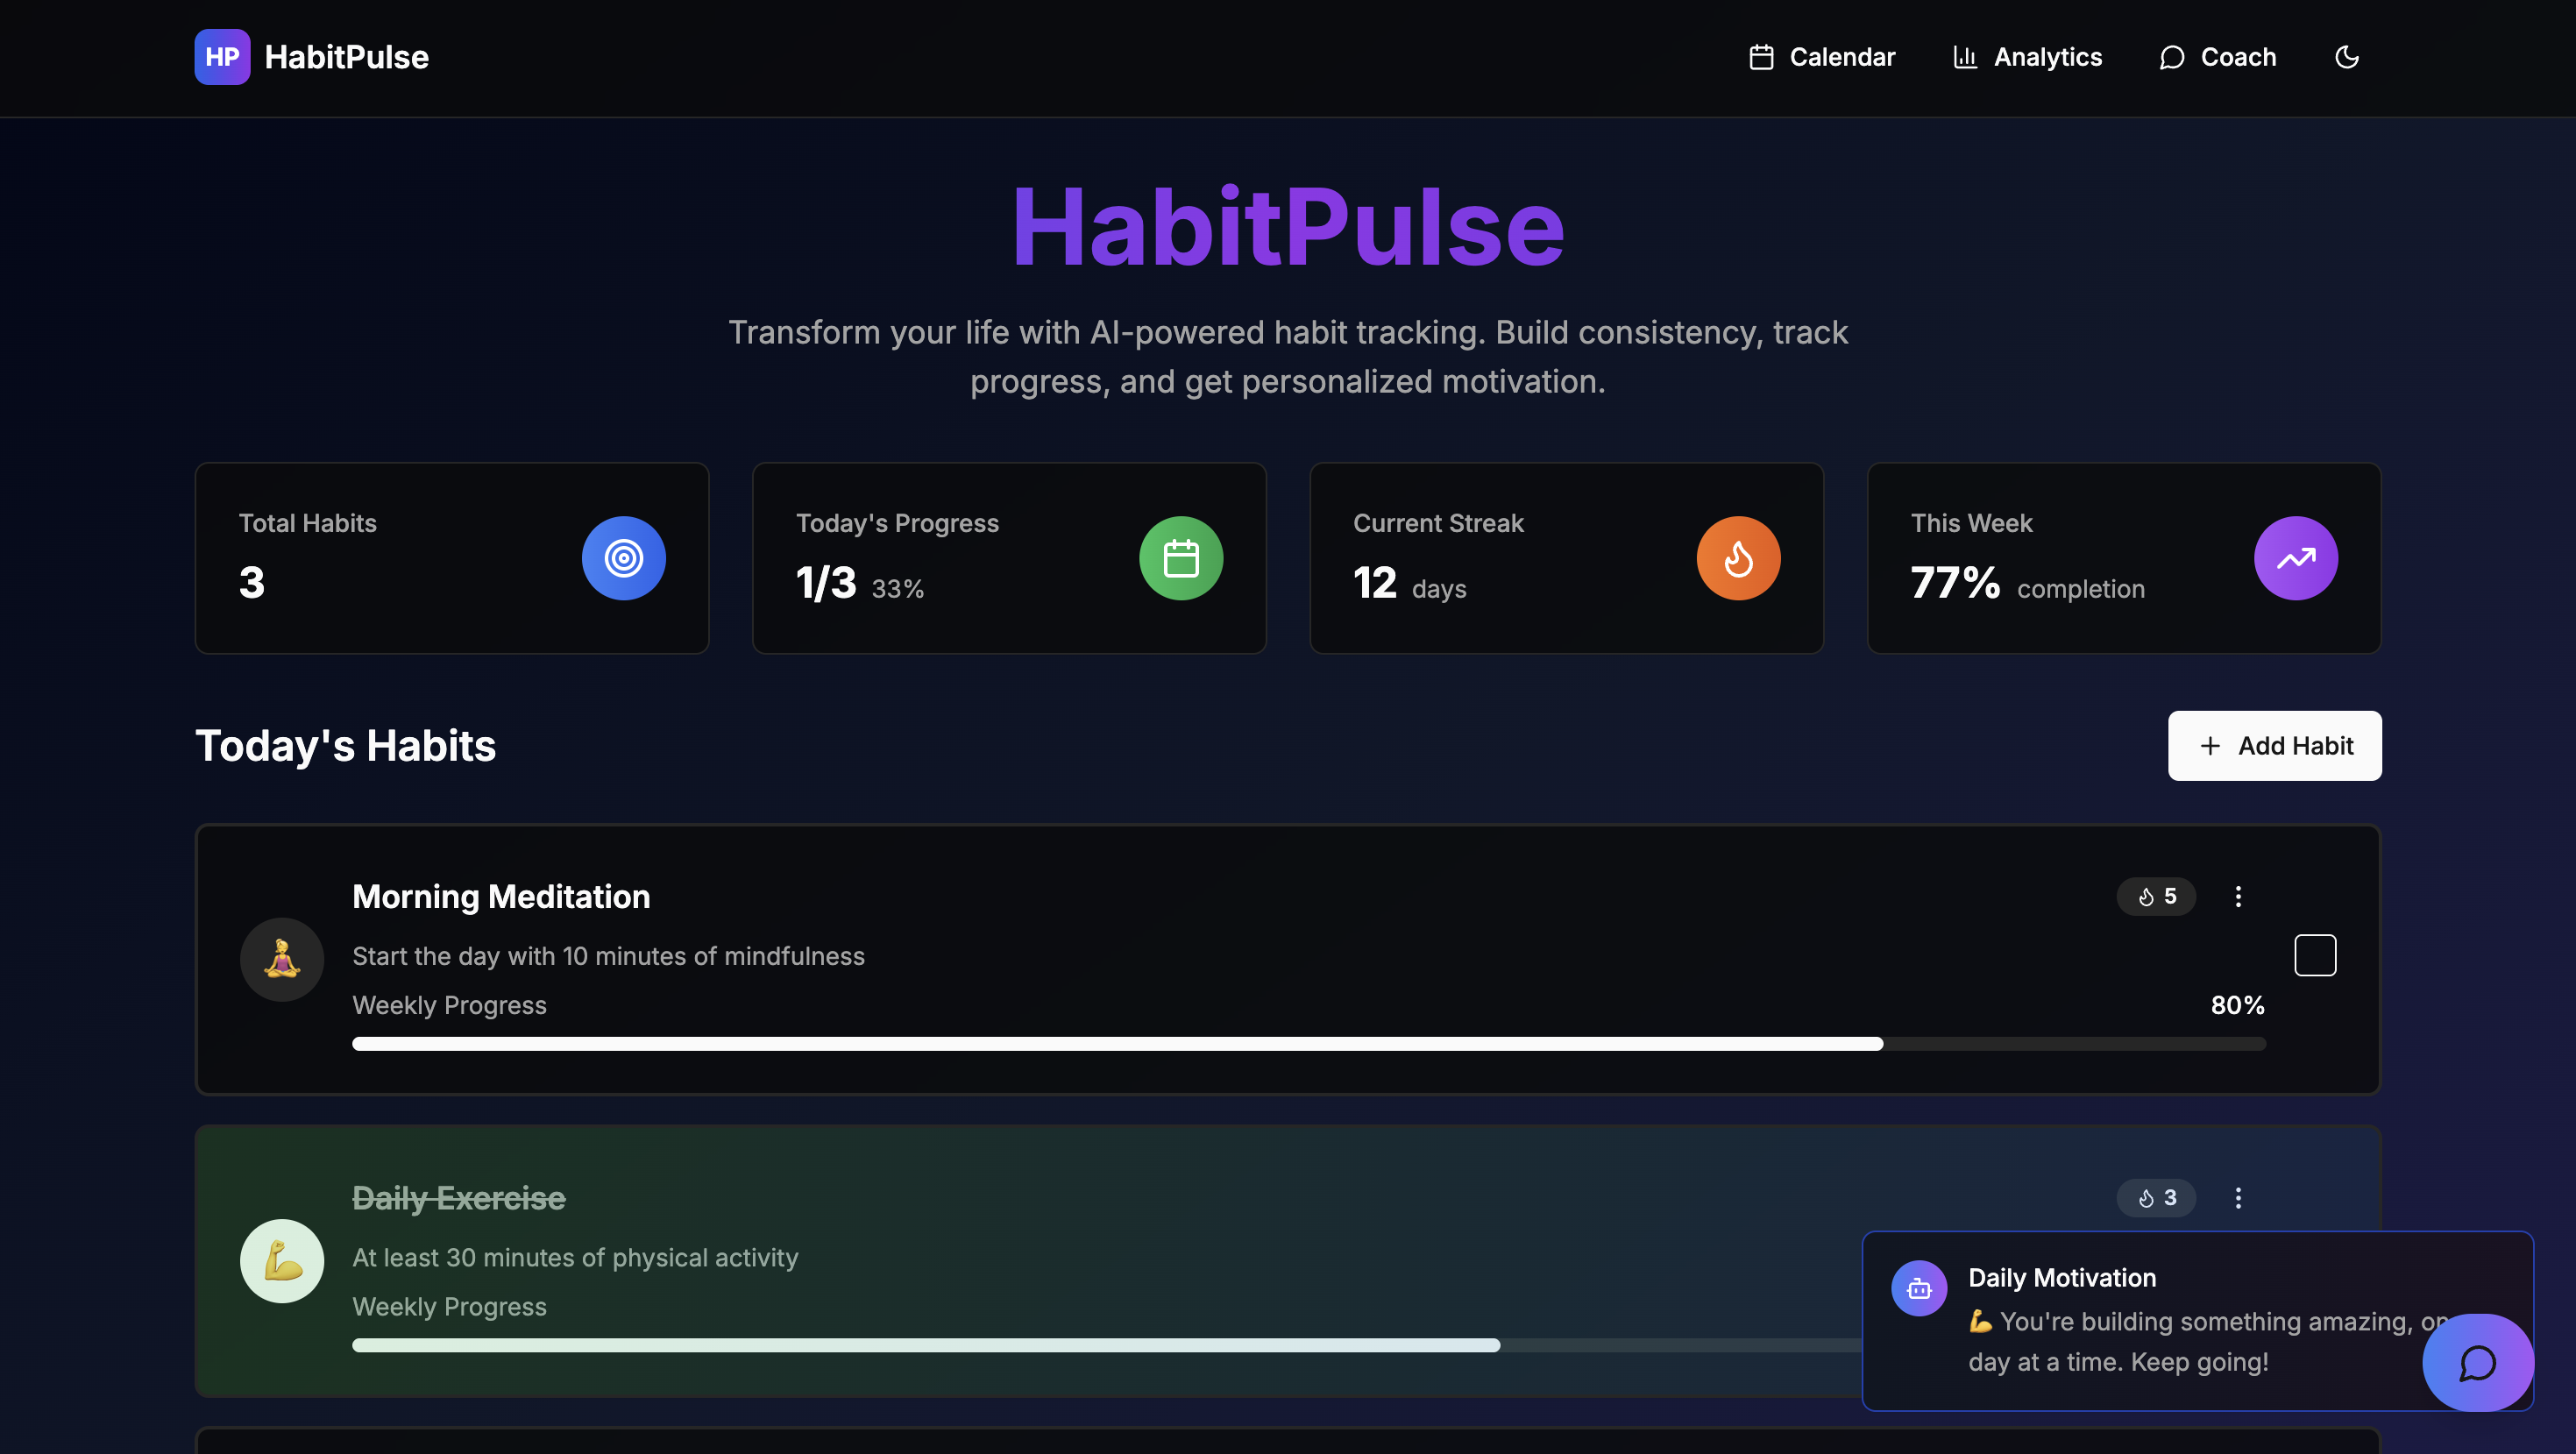 HP HabitPulse
Calendar
Analytics
Coach
HabitPulse
Transform your life with AI-powered habit tracking. Build consistency, track
progress, and get personalized motivation.
Total Habits
3
Today's Progress
1/3 33%
Current Streak
12 days
This Week
77% completion
Today's Habits
+ Add Habit
Morning Meditation
5
Start the day with 10 minutes of mindfulness
Weekly Progress
80%
Daily Exercise
3
At least 30 minutes of physical activity
Weekly Progress
Daily Motivation
💪 You're building something amazing,
day at a time. Keep going!